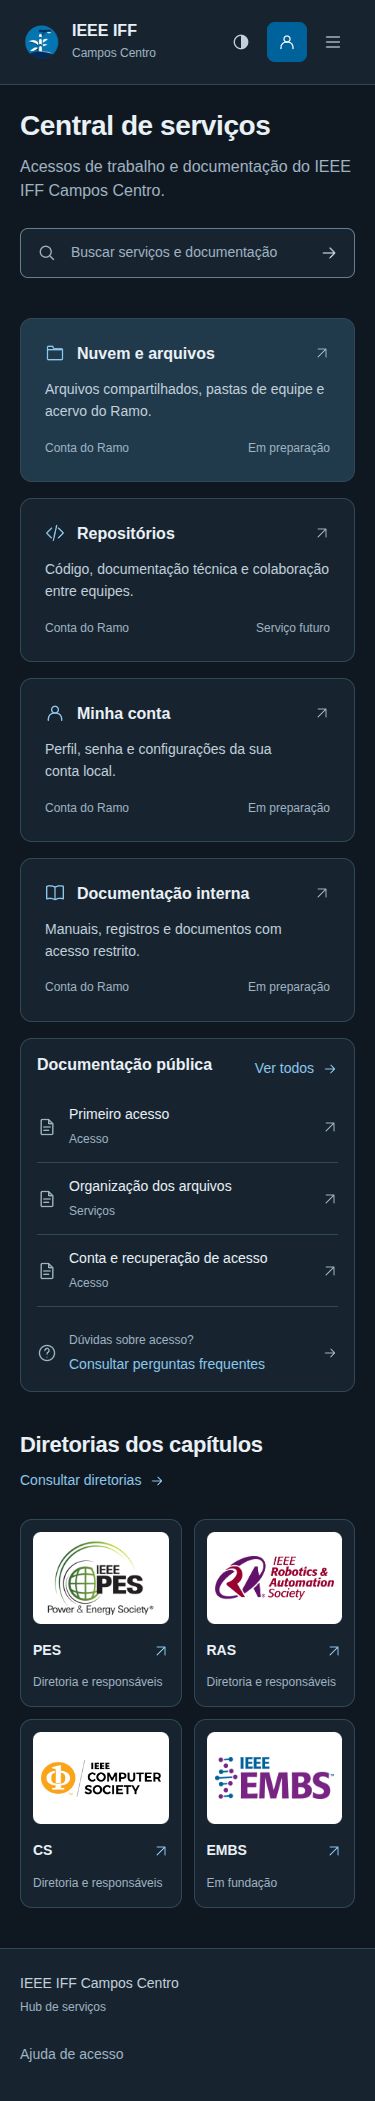 IEEE IFF
Campos Centro
Central de serviços
Acessos de trabalho e documentação do IEEE
IFF Campos Centro.
Buscar serviços e documentação
Nuvem e arquivos
Arquivos compartilhados, pastas de equipe e
acervo do Ramo.
Conta do Ramo
Em preparação
Repositórios
Código, documentação técnica e colaboração
entre equipes.
Conta do Ramo
Serviço futuro
Minha conta
Perfil, senha e configurações da sua
conta local.
Conta do Ramo
Em preparação
Documentação interna
Manuais, registros e documentos com
acesso restrito.
Conta do Ramo
Em preparação
Documentação pública
Ver todos
Primeiro acesso
Acesso
Organização dos arquivos
Serviços
Conta e recuperação de acesso
Acesso
Dúvidas sobre acesso?
Consultar perguntas frequentes
Diretorias dos capítulos
Consultar diretorias
IEEE
PES
Power & Energy Society®
PES
Diretoria e responsáveis
IEEE
Robotics &
Automation
Society
RAS
Diretoria e responsáveis
IEEE
COMPUTER
SOCIETY
CS
Diretoria e responsáveis
IEEE
EMBS™
EMBS
Em fundação
IEEE IFF Campos Centro
Hub de serviços
Ajuda de acesso